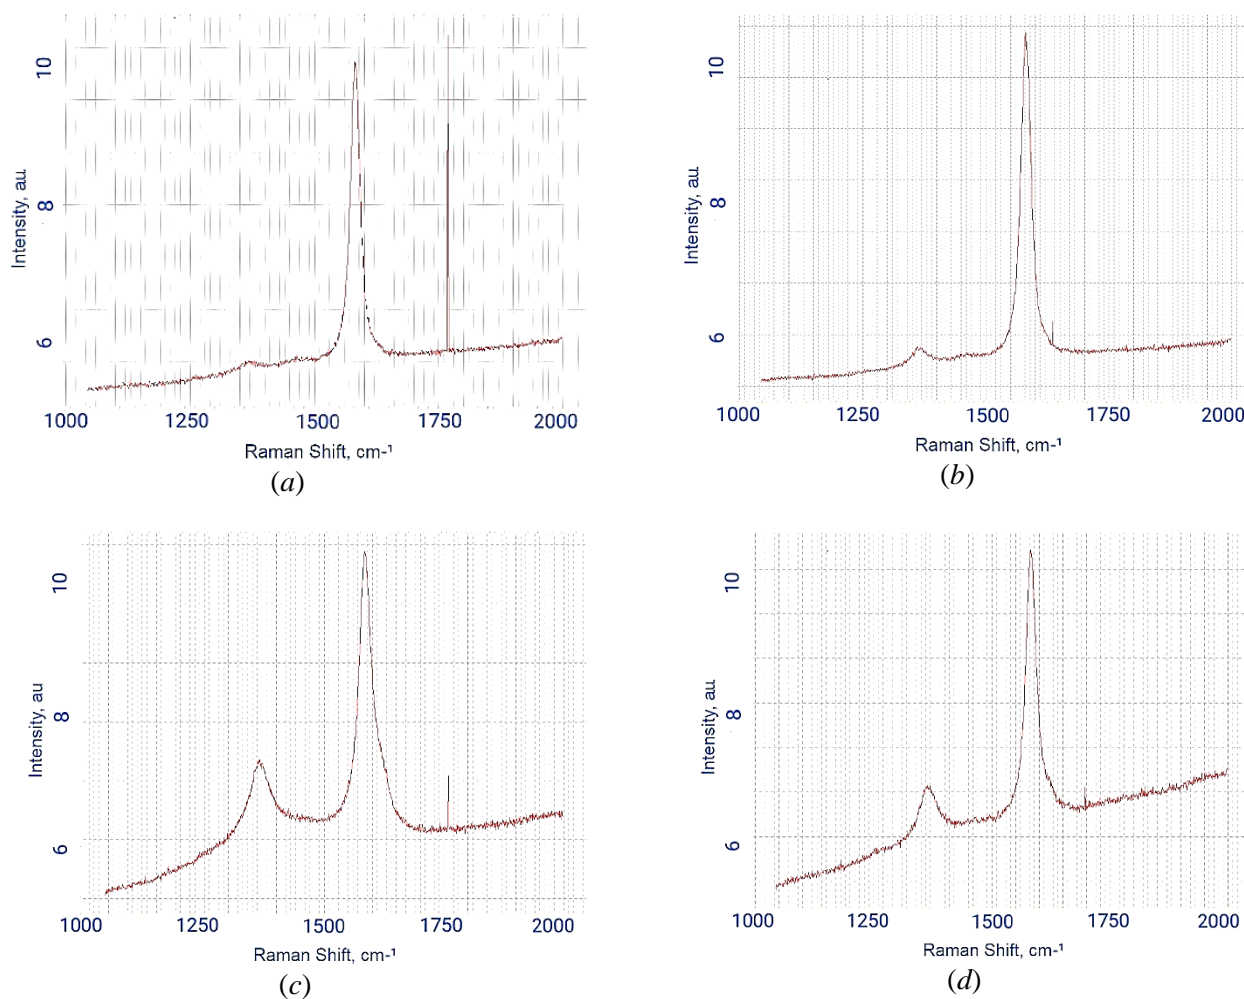 10
8
6
Intensity, au.
1000 1250 1500 1750 2000
Raman Shift, cm-¹
(a)
10
8
6
Intensity, au.
1000 1250 1500 1750 2000
Raman Shift, cm-¹
(b)
10
8
6
Intensity, au
1000 1250 1500 1750 2000
Raman Shift, cm-¹
(c)
10
8
6
Intensity, au.
1000 1250 1500 1750 2000
Raman Shift, cm-¹
(d)